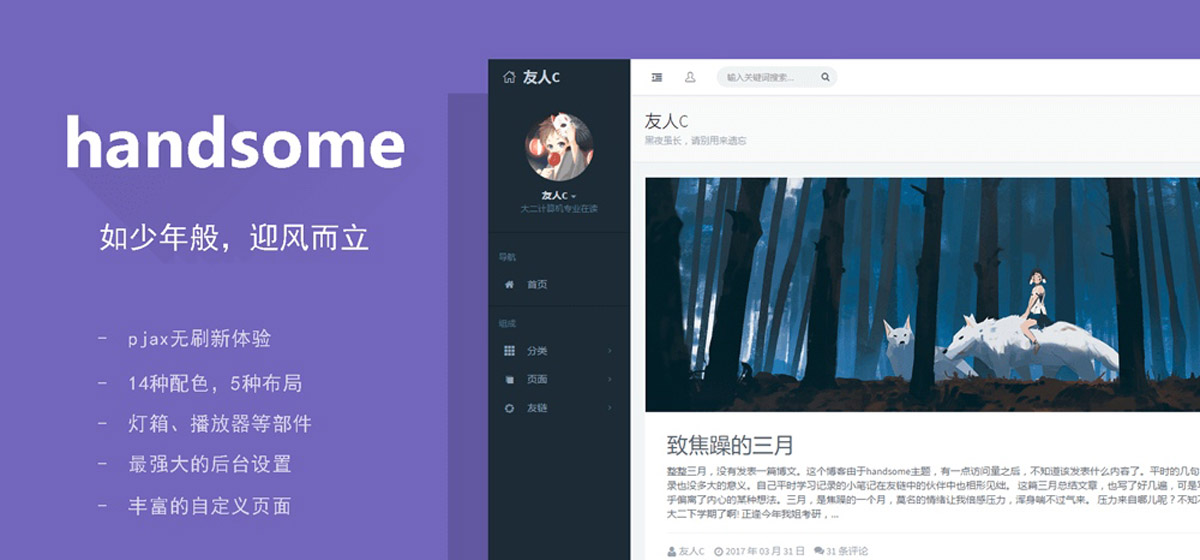 handsome
如少年般，迎风而立
- pjax无刷新体验
- 14种配色，5种布局
- 灯箱、播放器等部件
- 最强大的后台设置
- 丰富的自定义页面
友人C
友人C
大二计算机专业在读
导航
首页
组成
分类
页面
友链
输入关键词搜索...
友人C
黑夜虽长，请别用来遗忘
致焦躁的三月
整整三月，没有发表一篇博文。这个博客由于handsome主题，有一点访问量之后，不知道该发表什么内容了。平时的几句
录也没多大的意义。自己平时学习记录的小笔记在友链中的伙伴中也相形见绌。 这篇三月总结文章，也写了好几遍，可是写
乎偏离了内心的某种想法。三月，是焦躁的一个月，莫名的情绪让我倍感压力，浑身喘不过气来。 压力来自哪儿呢？不知不
大二下学期了啊! 正逢今年我姐考研，...
友人C 2017 年 03 月 31 日 31 条评论